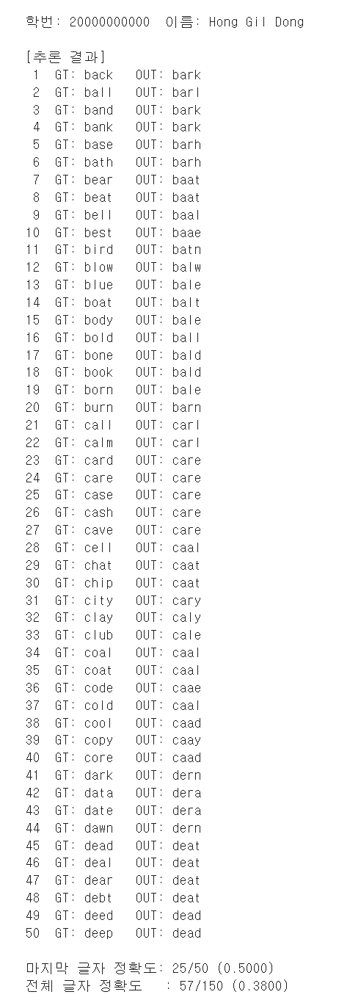 학번: 20000000000 이름: Hong Gil Dong
[추론 결과]
1 GT: back OUT: bark
2 GT: ball OUT: barl
3 GT: band OUT: bark
4 GT: bank OUT: bark
5 GT: base OUT: barh
6 GT: bath OUT: barh
7 GT: bear OUT: baat
8 GT: beat OUT: baat
9 GT: bell OUT: baal
10 GT: best OUT: baae
11 GT: bird OUT: batn
12 GT: blow OUT: balw
13 GT: blue OUT: bale
14 GT: boat OUT: balt
15 GT: body OUT: bale
16 GT: bold OUT: ball
17 GT: bone OUT: bald
18 GT: book OUT: bald
19 GT: born OUT: bale
20 GT: burn OUT: barn
21 GT: call OUT: carl
22 GT: calm OUT: carl
23 GT: card OUT: care
24 GT: care OUT: care
25 GT: case OUT: care
26 GT: cash OUT: care
27 GT: cave OUT: care
28 GT: cell OUT: caal
29 GT: chat OUT: caat
30 GT: chip OUT: caat
31 GT: city OUT: cary
32 GT: clay OUT: caly
33 GT: club OUT: cale
34 GT: coal OUT: caal
35 GT: coat OUT: caal
36 GT: code OUT: caae
37 GT: cold OUT: caal
38 GT: cool OUT: caad
39 GT: copy OUT: caay
40 GT: core OUT: caad
41 GT: dark OUT: dern
42 GT: data OUT: dera
43 GT: date OUT: dera
44 GT: dawn OUT: dern
45 GT: dead OUT: deat
46 GT: deal OUT: deat
47 GT: dear OUT: deat
48 GT: debt OUT: deat
49 GT: deed OUT: dead
50 GT: deep OUT: dead
마지막 글자 정확도: 25/50 (0.5000)
전체 글자 정확도 : 57/150 (0.3800)